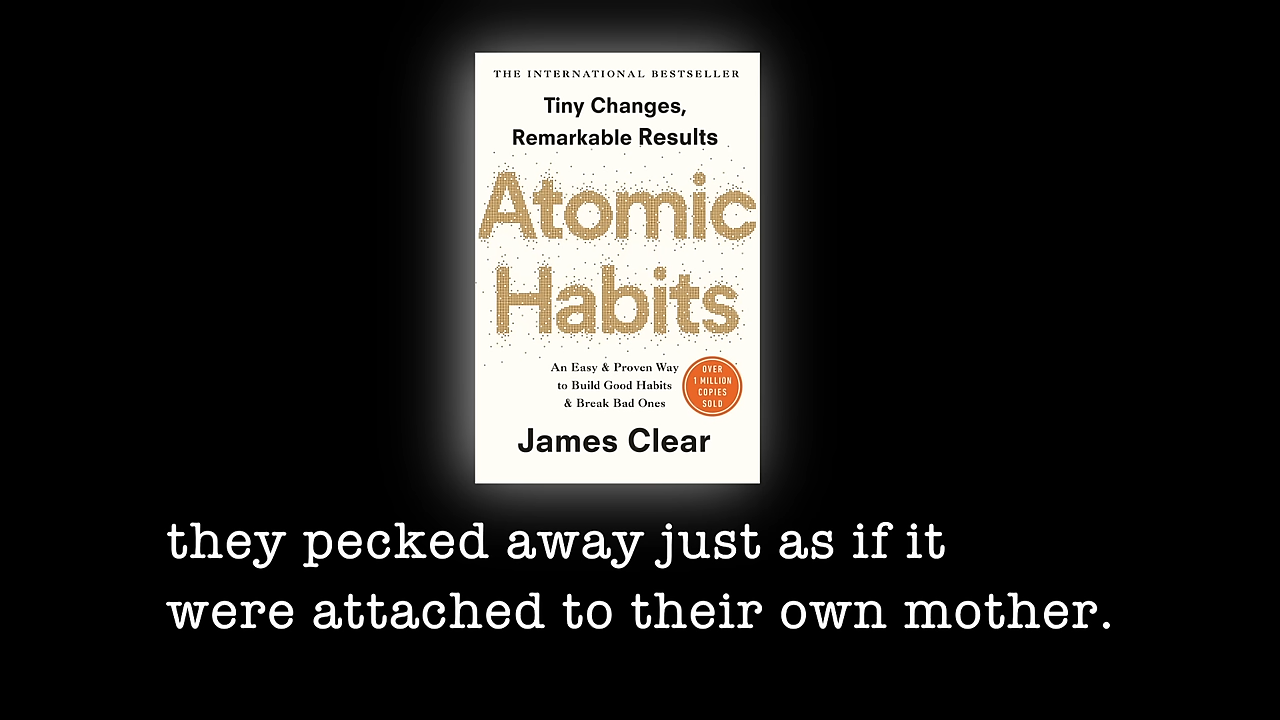 THE INTERNATIONAL BESTSELLER
Tiny Changes,
Remarkable Results
Atomic
Habits
An Easy & Proven Way
to Build Good Habits
& Break Bad Ones
OVER
1 MILLION
COPIES
SOLD
James Clear
they pecked away just as if it
were attached to their own mother.